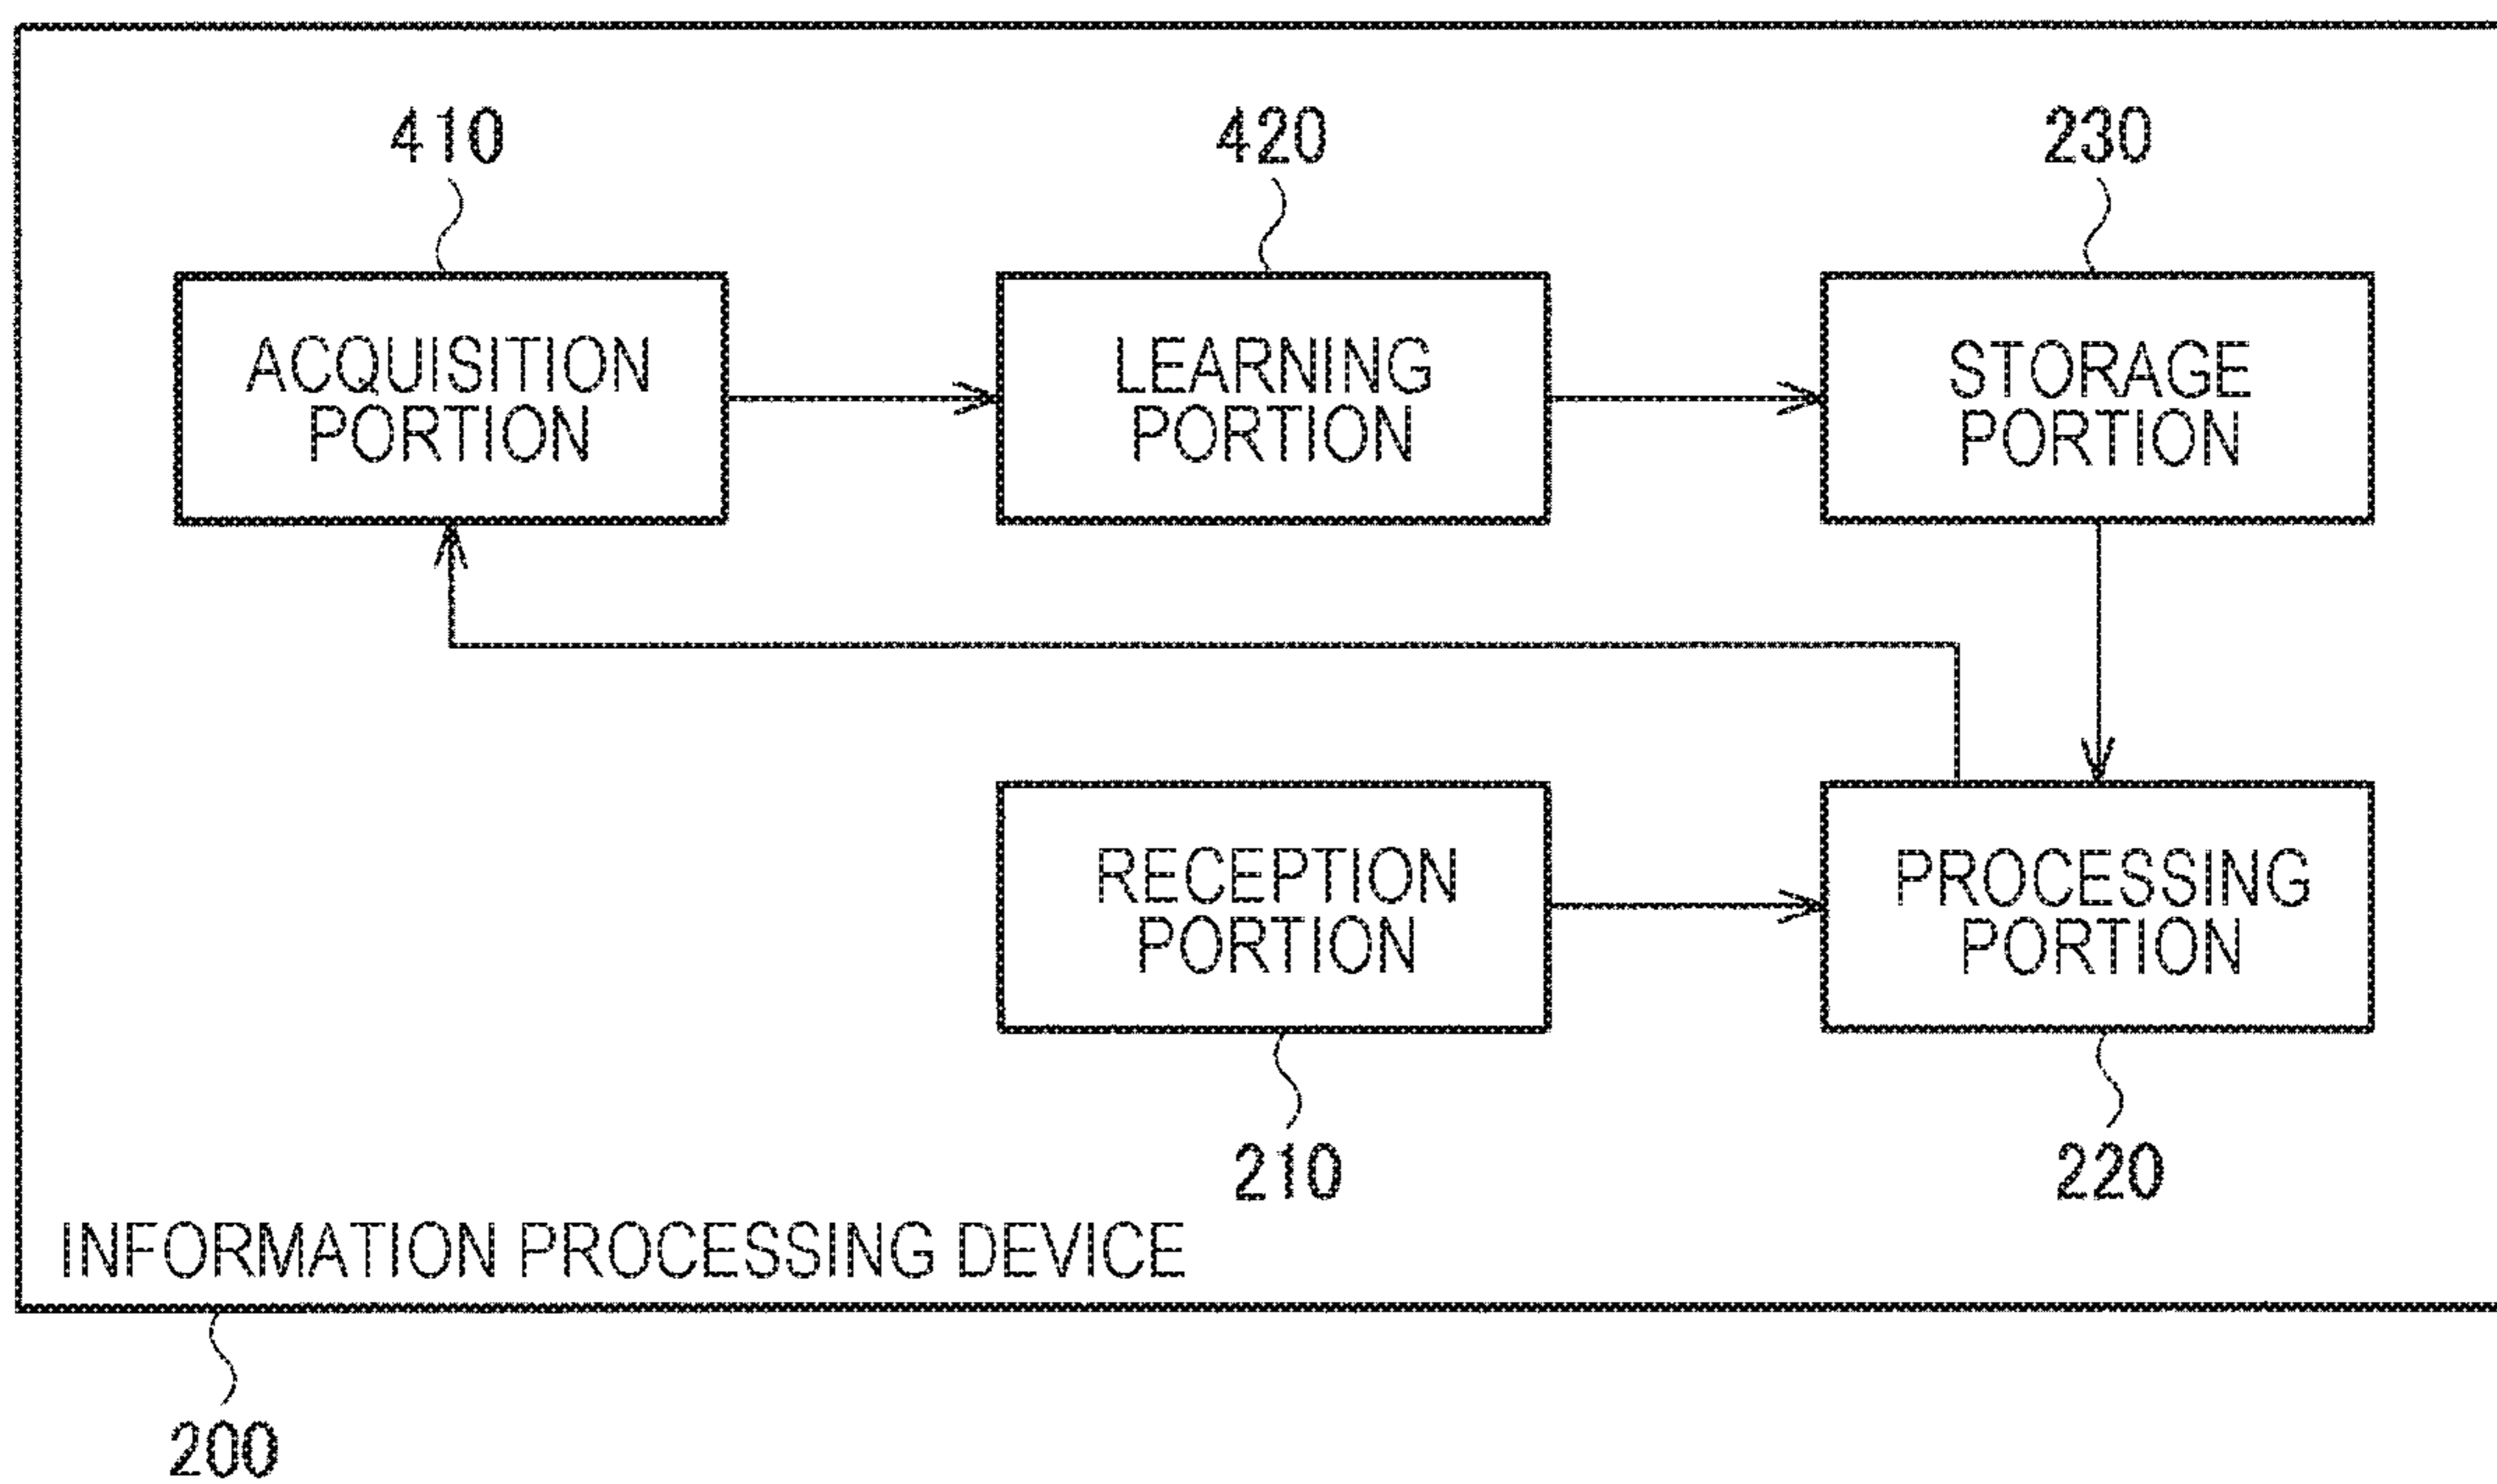 410
420
230
ACQUISITION
PORTION
LEARNING
PORTION
STORAGE
PORTION
RECEPTION
PORTION
PROCESSING
PORTION
210
220
INFORMATION PROCESSING DEVICE
200